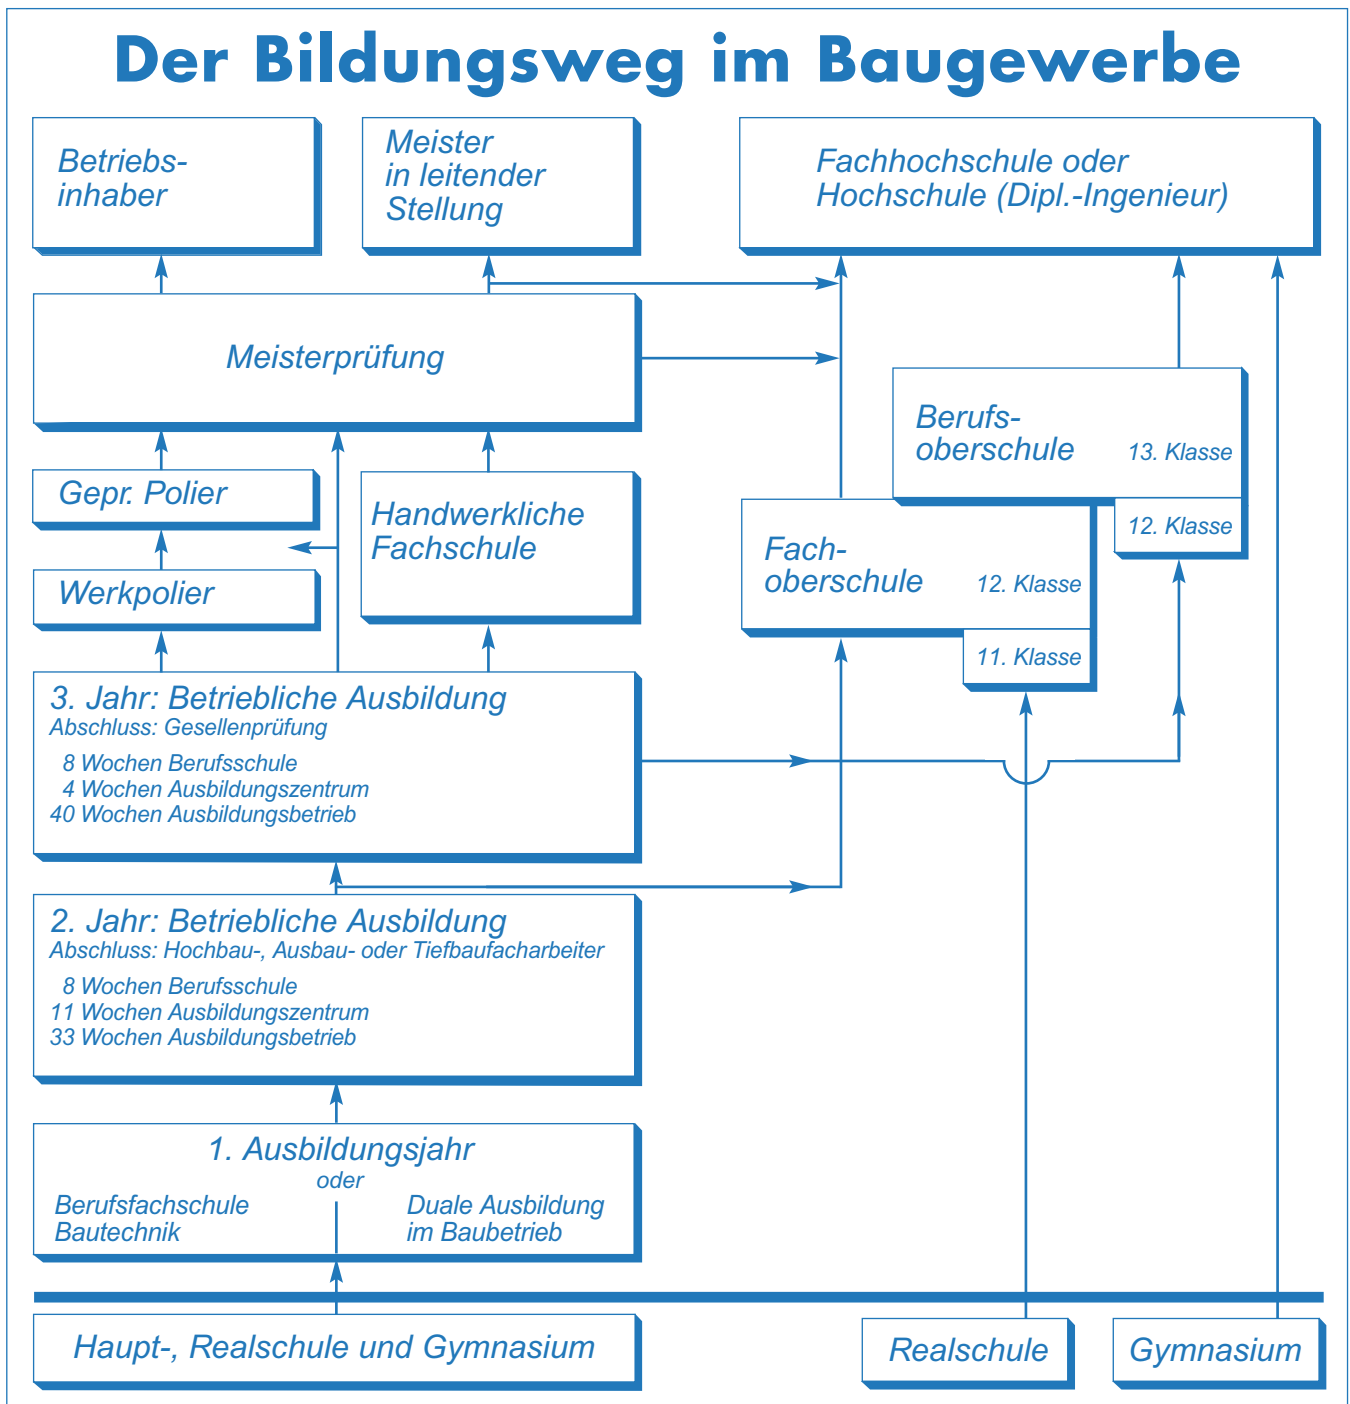 Der Bildungsweg im Baugewerbe
Betriebs-
inhaber
Meister
in leitender
Stellung
Fachhochschule oder
Hochschule (Dipl.-Ingenieur)
Meisterprüfung
Berufs-
oberschule 13. Klasse
12. Klasse
Gepr. Polier
Handwerkliche
Fachschule
Fach-
oberschule 12. Klasse
11. Klasse
Werkpolier
3. Jahr: Betriebliche Ausbildung
Abschluss: Gesellenprüfung
8 Wochen Berufsschule
4 Wochen Ausbildungszentrum
40 Wochen Ausbildungsbetrieb
2. Jahr: Betriebliche Ausbildung
Abschluss: Hochbau-, Ausbau- oder Tiefbaufacharbeiter
8 Wochen Berufsschule
11 Wochen Ausbildungszentrum
33 Wochen Ausbildungsbetrieb
1. Ausbildungsjahr
oder
Berufsfachschule
Bautechnik
Duale Ausbildung
im Baubetrieb
Haupt-, Realschule und Gymnasium
Realschule
Gymnasium